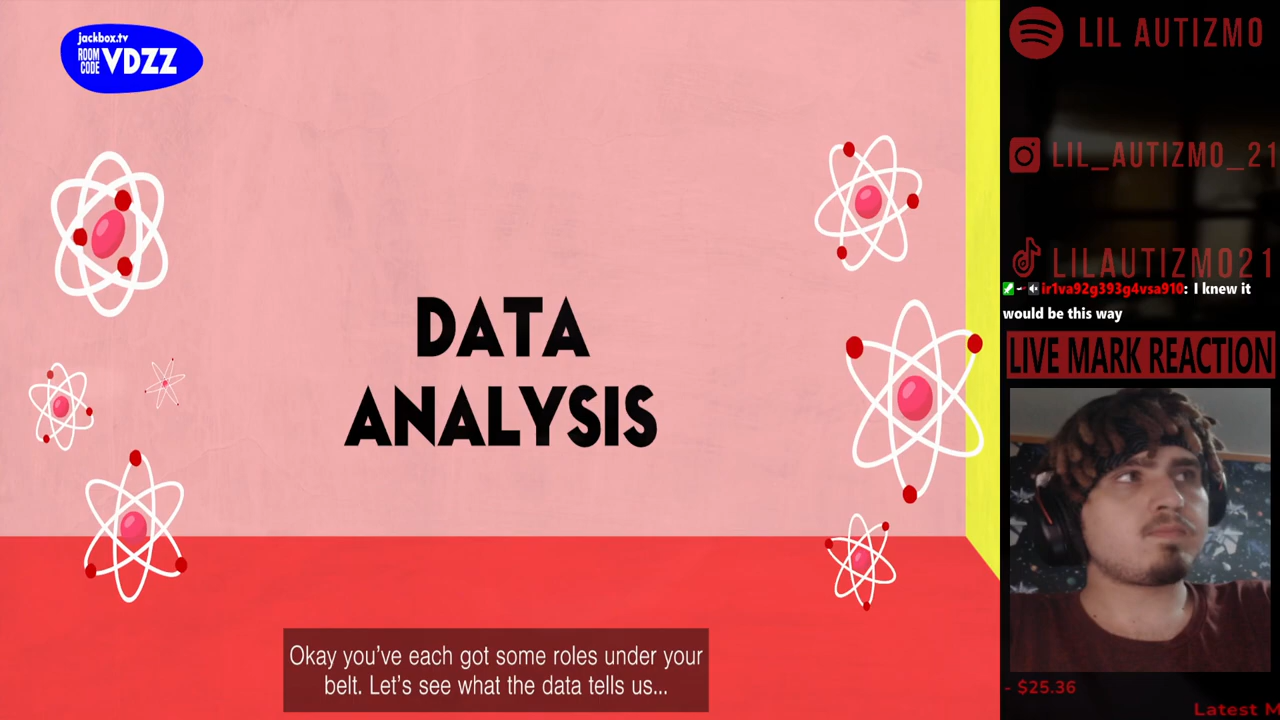 jackbox.tv
ROOM CODE VDZZ
DATA
ANALYSIS
Okay you've each got some roles under your
belt. Let's see what the data tells us...
LIL AUTIZMO
LIL_AUTIZMO_21
LILAUTIZMO21
ir1va92g393g4vsa910: I knew it
would be this way
LIVE MARK REACTION
- $25.36
Latest M